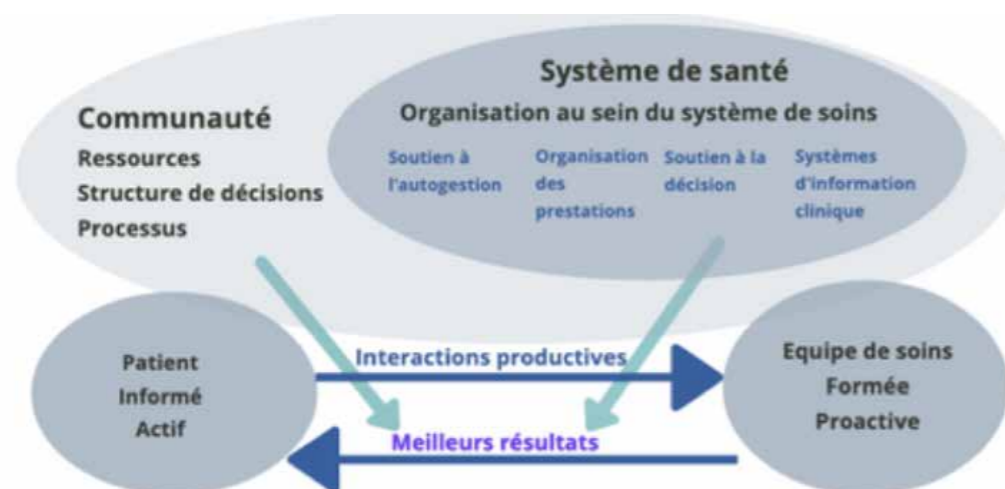 Système de santé
Organisation au sein du système de soins
Communauté
Ressources
Structure de décisions
Processus
Soutien à
l'autogestion
Organisation
des
prestations
Soutien à la
décision
Systèmes
d'information
clinique
Patient
Informé
Actif
Interactions productives
Meilleurs résultats
Equipe de soins
Formée
Proactive